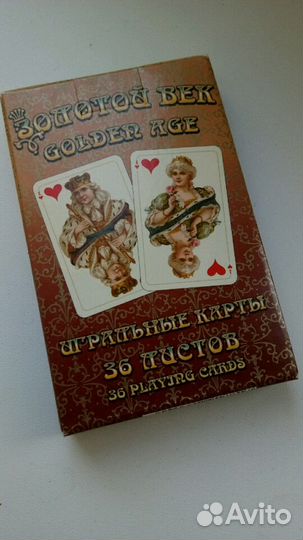 ЗОЛОТОЙ ВЕК
GOLDEN AGE
ИГРАЛЬНЫЕ КАРТЫ
36 ЛИСТОВ
36 PLAYING CARDS
Avito